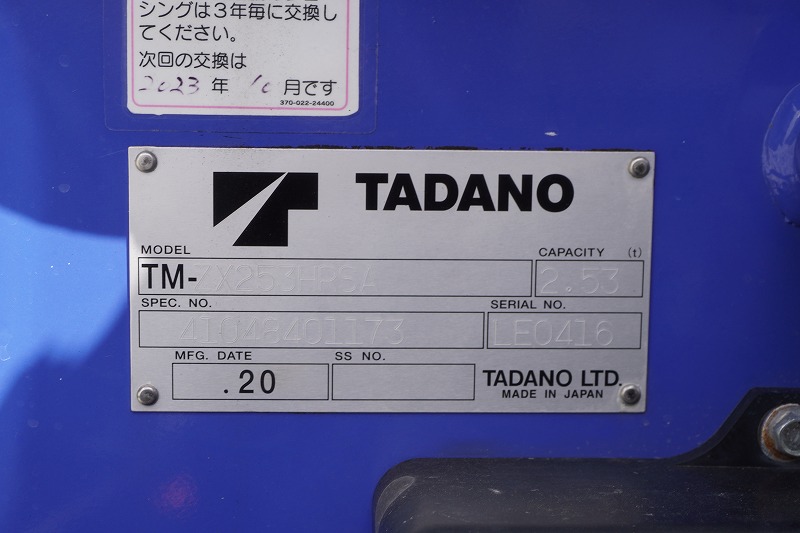 シングは3年毎に交換し
てください。
次回の交換は
2023 年 10 月です
370-022-24400
TADANO
MODEL
CAPACITY (t)
TM-ZX253HRSA
2.53
SPEC. NO.
SERIAL NO.
41048401173
LE0416
MFG. DATE
SS NO.
.20
TADANO LTD.
MADE IN JAPAN